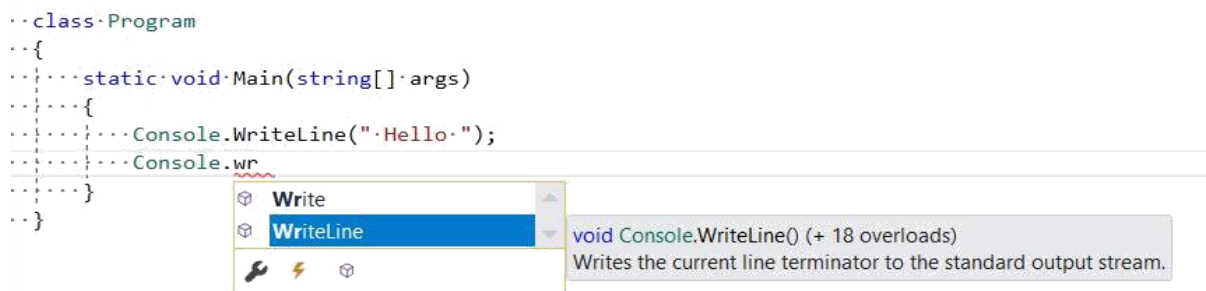 class Program
{
static void Main(string[] args)
{
Console.WriteLine(" Hello ");
Console.wr
}
}
Write
WriteLine
void Console.WriteLine() (+ 18 overloads)
Writes the current line terminator to the standard output stream.